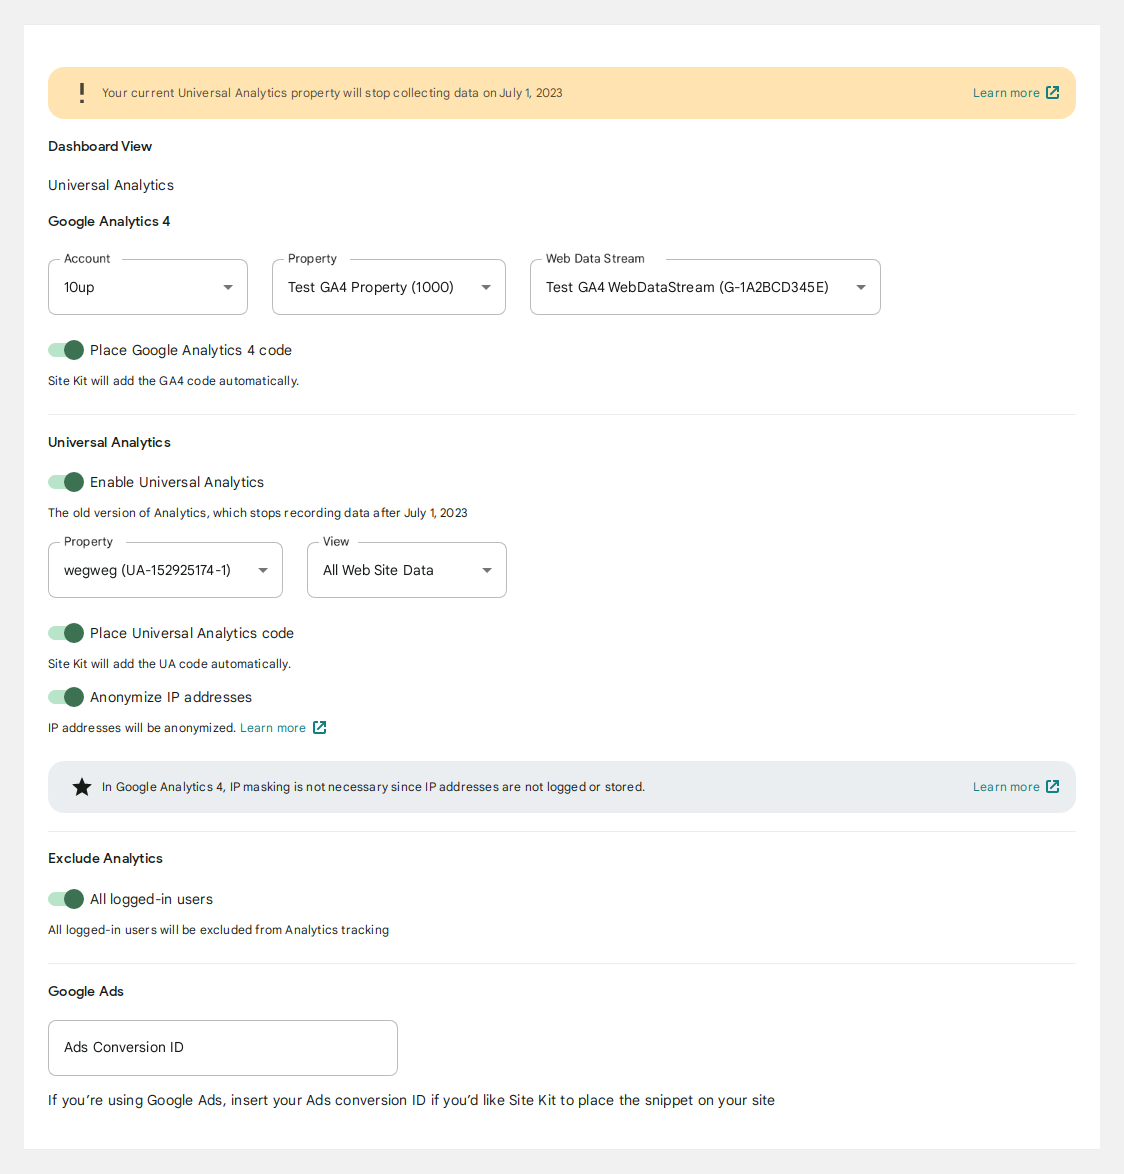 Your current Universal Analytics property will stop collecting data on July 1, 2023 Learn more
Dashboard View
Universal Analytics
Google Analytics 4
Account Property Web Data Stream
10up Test GA4 Property (1000) Test GA4 WebDataStream (G-1A2BCD345E)
Place Google Analytics 4 code
Site Kit will add the GA4 code automatically.
Universal Analytics
Enable Universal Analytics
The old version of Analytics, which stops recording data after July 1, 2023
Property View
wegweg (UA-152925174-1) All Web Site Data
Place Universal Analytics code
Site Kit will add the UA code automatically.
Anonymize IP addresses
IP addresses will be anonymized. Learn more
In Google Analytics 4, IP masking is not necessary since IP addresses are not logged or stored. Learn more
Exclude Analytics
All logged-in users
All logged-in users will be excluded from Analytics tracking
Google Ads
Ads Conversion ID
If you’re using Google Ads, insert your Ads conversion ID if you’d like Site Kit to place the snippet on your site